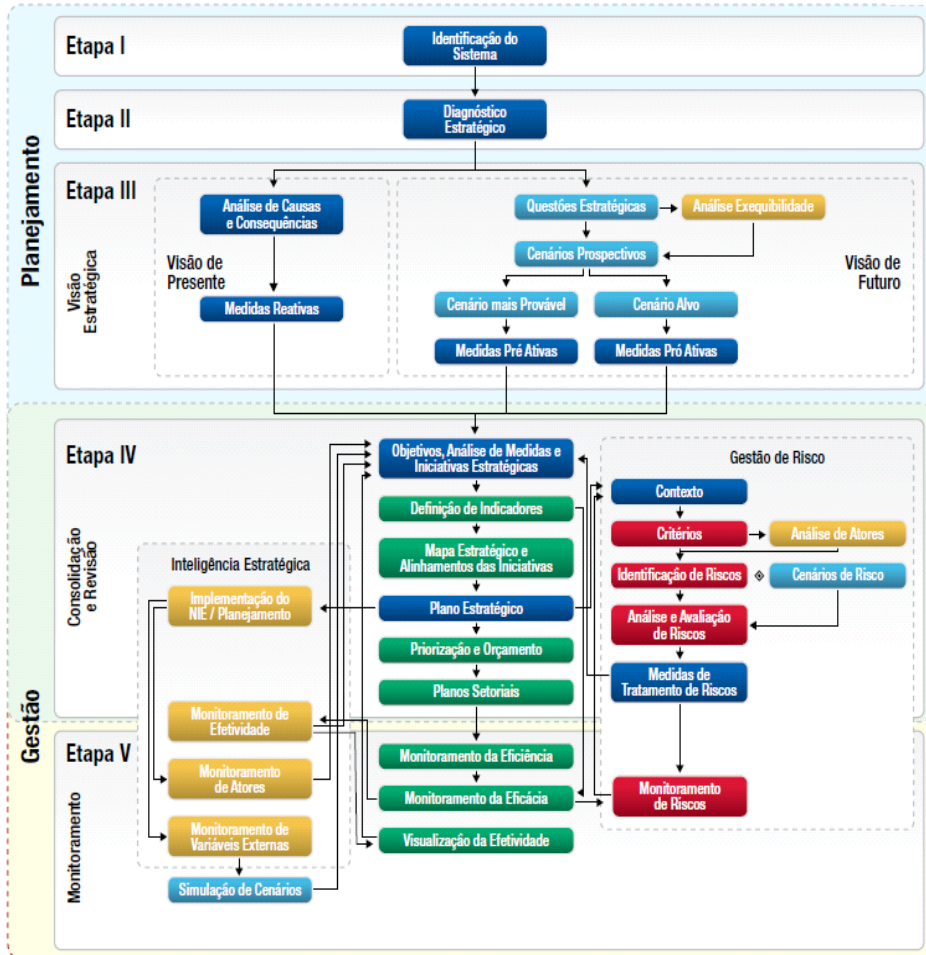 Planejamento
Etapa I
Identificação do
Sistema
Etapa II
Diagnóstico
Estratégico
Etapa III
Visão
Estratégica
Análise de Causas
e Consequências
Visão de
Presente
Medidas Reativas
Questões Estratégicas
Análise Exequibilidade
Cenários Prospectivos
Visão de
Futuro
Cenário mais Provável
Cenário Alvo
Medidas Pré Ativas
Medidas Pró Ativas
Gestão
Etapa IV
Consolidação
e Revisão
Objetivos, Análise de Medidas e
Iniciativas Estratégicas
Definição de Indicadores
Mapa Estratégico e
Alinhamentos das Iniciativas
Plano Estratégico
Priorização e Orçamento
Planos Setoriais
Inteligência Estratégica
Implementação do
NIE / Planejamento
Monitoramento de
Efetividade
Monitoramento
de Atores
Monitoramento de
Variáveis Externas
Simulação de Cenários
Gestão de Risco
Contexto
Critérios
Análise de Atores
Identificação de Riscos
Cenários de Risco
Análise e Avaliação
de Riscos
Medidas de
Tratamento de Riscos
Monitoramento
de Riscos
Etapa V
Monitoramento
Monitoramento da Eficiência
Monitoramento da Eficácia
Visualização da Efetividade